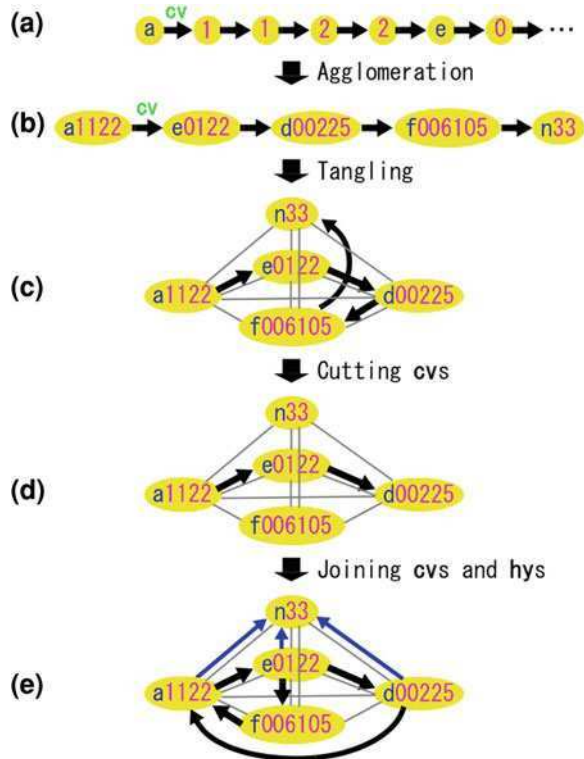 (a) a cv 1 1 2 2 e 0 ...
Agglomeration
(b) a1122 cv e0122 d00225 f006105 n33
Tangling
n33
e0122
(c) a1122 d00225
f006105
Cutting cvs
n33
e0122
(d) a1122 d00225
f006105
Joining cvs and hys
n33
e0122
(e) a1122 d00225
f006105